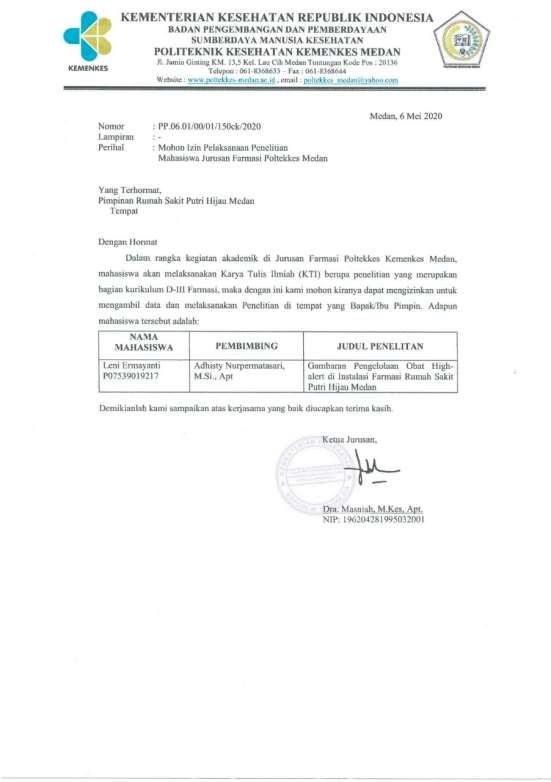 KEMENTERIAN KESEHATAN REPUBLIK INDONESIA
BADAN PENGEMBANGAN DAN PEMBERDAYAAN
SUMBERDAYA MANUSIA KESEHATAN
POLITEKNIK KESEHATAN KEMENKES MEDAN
Jl. Jamin Ginting KM. 13,5 Kel. Lau Cih Medan Tuntungan Kode Pos : 20136
Telepon : 061-8368633 – Fax : 061-8368644
Website : www.poltekkes-medan.ac.id , email : poltekkes_medan@yahoo.com
KEMENKES
Medan, 6 Mei 2020
Nomor : PP.06.01/00/01/150ek/2020
Lampiran : -
Perihal : Mohon Izin Pelaksanaan Penelitian
Mahasiswa Jurusan Farmasi Poltekkes Medan
Yang Terhormat,
Pimpinan Rumah Sakit Putri Hijau Medan
Tempat
Dengan Hormat
Dalam rangka kegiatan akademik di Jurusan Farmasi Poltekkes Kemenkes Medan,
mahasiswa akan melaksanakan Karya Tulis Ilmiah (KTI) berupa penelitian yang merupakan
bagian kurikulum D-III Farmasi, maka dengan ini kami mohon kiranya dapat mengizinkan untuk
mengambil data dan melaksanakan Penelitian di tempat yang Bapak/Ibu Pimpin. Adapun
mahasiswa tersebut adalah:
NAMA
MAHASISWA
PEMBIMBING
JUDUL PENELITAN
Leni Ermayanti
P07539019217
Adhisty Nurpermatasari,
M.Si., Apt
Gambaran Pengelolaan Obat High-
alert di Instalasi Farmasi Rumah Sakit
Putri Hijau Medan
Demikianlah kami sampaikan atas kerjasama yang baik diucapkan terima kasih.
Ketua Jurusan,
Dra. Masniah, M.Kes, Apt.
NIP: 196204281995032001